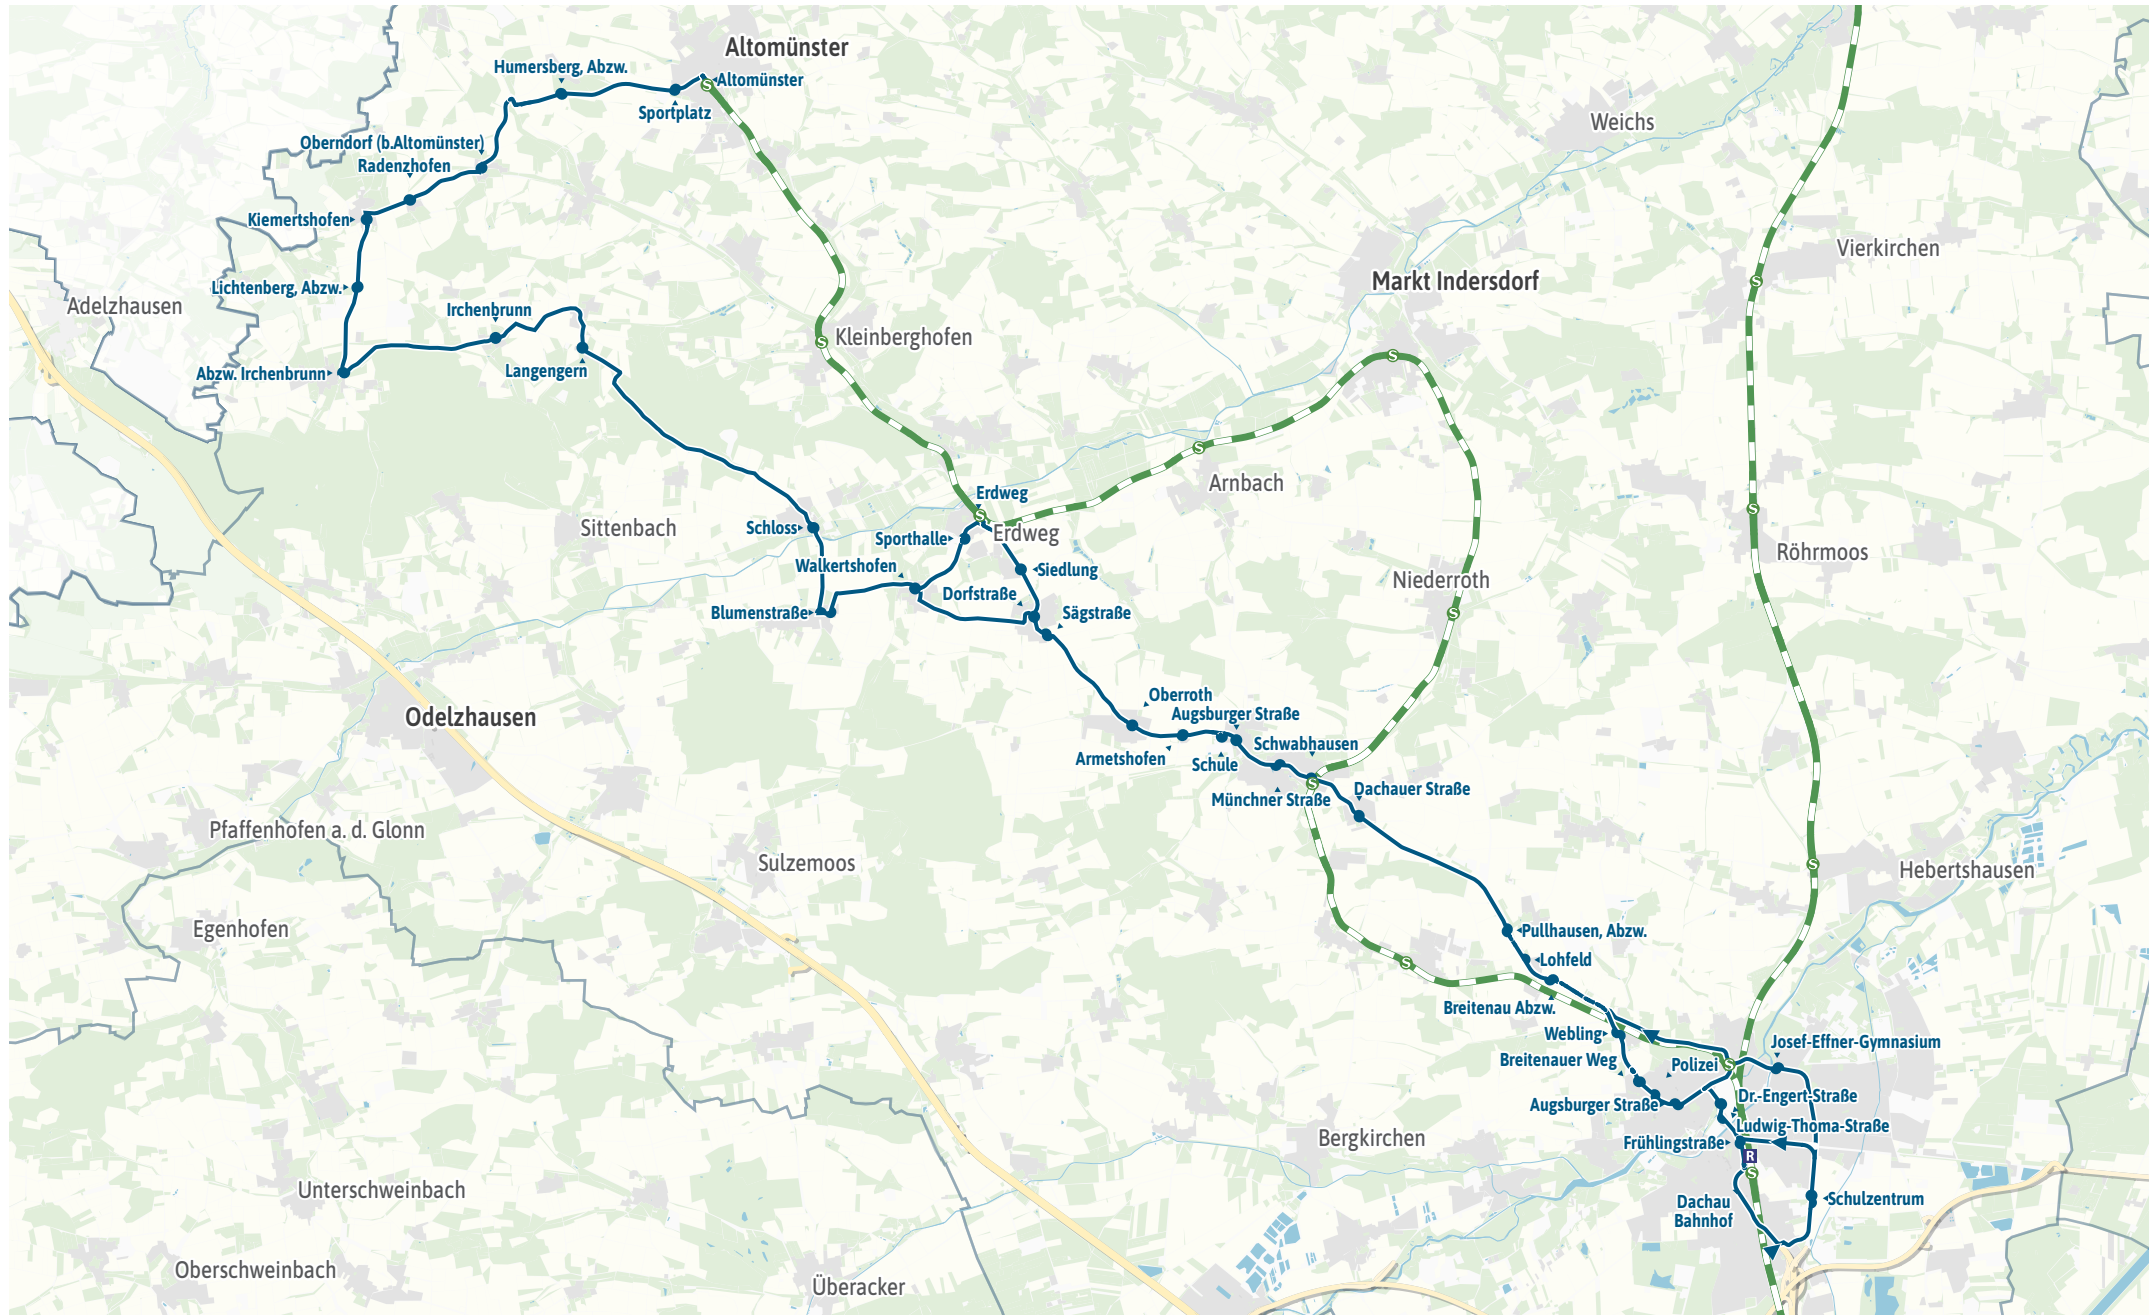 Altomünster
Humersberg, Abzw.
Altomünster
Sportplatz
Weichs
Oberndorf (b.Altomünster)
Radenzhofen
Kiemertshofen
Vierkirchen
Markt Indersdorf
Lichtenberg, Abzw.
Adelzhausen
Irchenbrunn
S
Kleinberghofen
Langengern
Abzw. Irchenbrunn
S
S
S
S
Arnbach
Erdweg
S
S
Schloss
Sittenbach
Sporthalle
Erdweg
Röhrmoos
Walkertshofen
Siedlung
Niederroth
Dorfstraße
Blumenstraße
Sägstraße
S
Oberroth
Augsburger Straße
Odelzhausen
Schwabhausen
Armetshofen
Schule
S
Dachauer Straße
Münchner Straße
Pfaffenhofen a. d. Glonn
Sulzemoos
S
Hebertshausen
Egenhofen
Pullhausen, Abzw.
Lohfeld
S
Breitenau Abzw.
Webling
Josef-Effner-Gymnasium
Breitenauer Weg
Polizei
S
Augsburger Straße
Dr.-Engert-Straße
Ludwig-Thoma-Straße
Bergkirchen
Frühlingstraße
R
S
Unterschweinbach
Dachau
Bahnhof
Schulzentrum
Oberschweinbach
Überacker